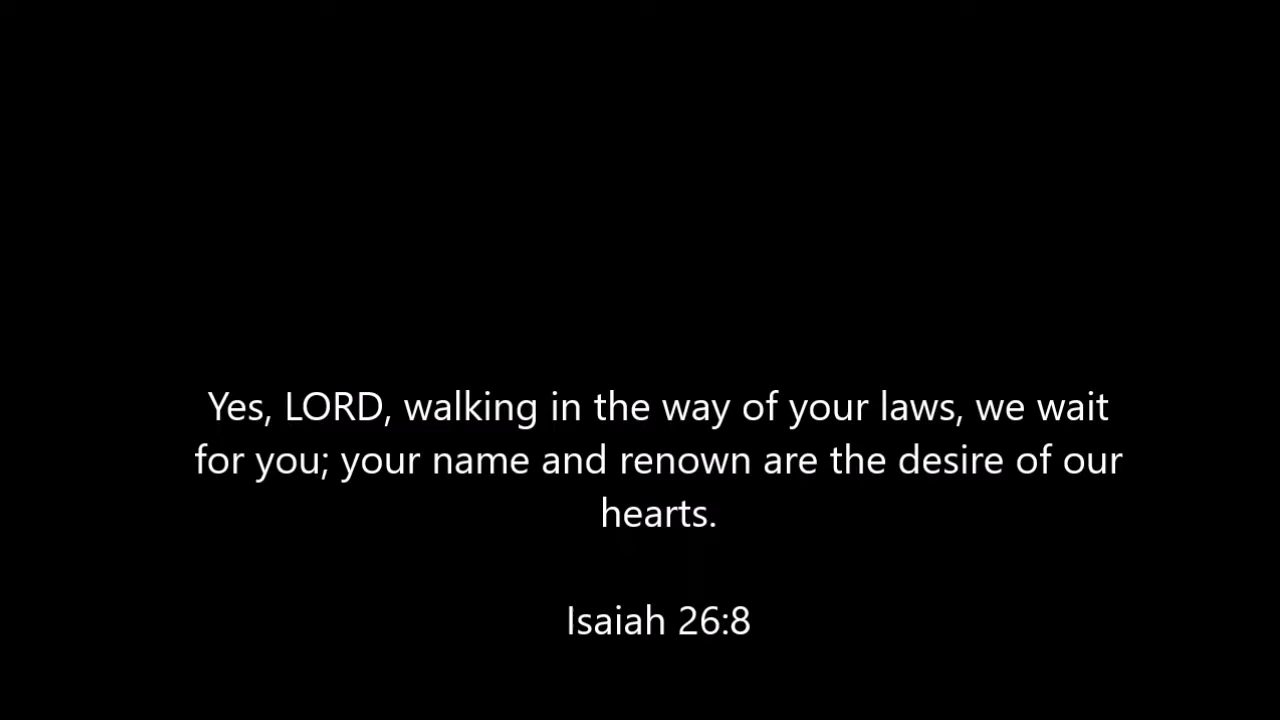 Yes, LORD, walking in the way of your laws, we wait
for you; your name and renown are the desire of our
hearts.
Isaiah 26:8